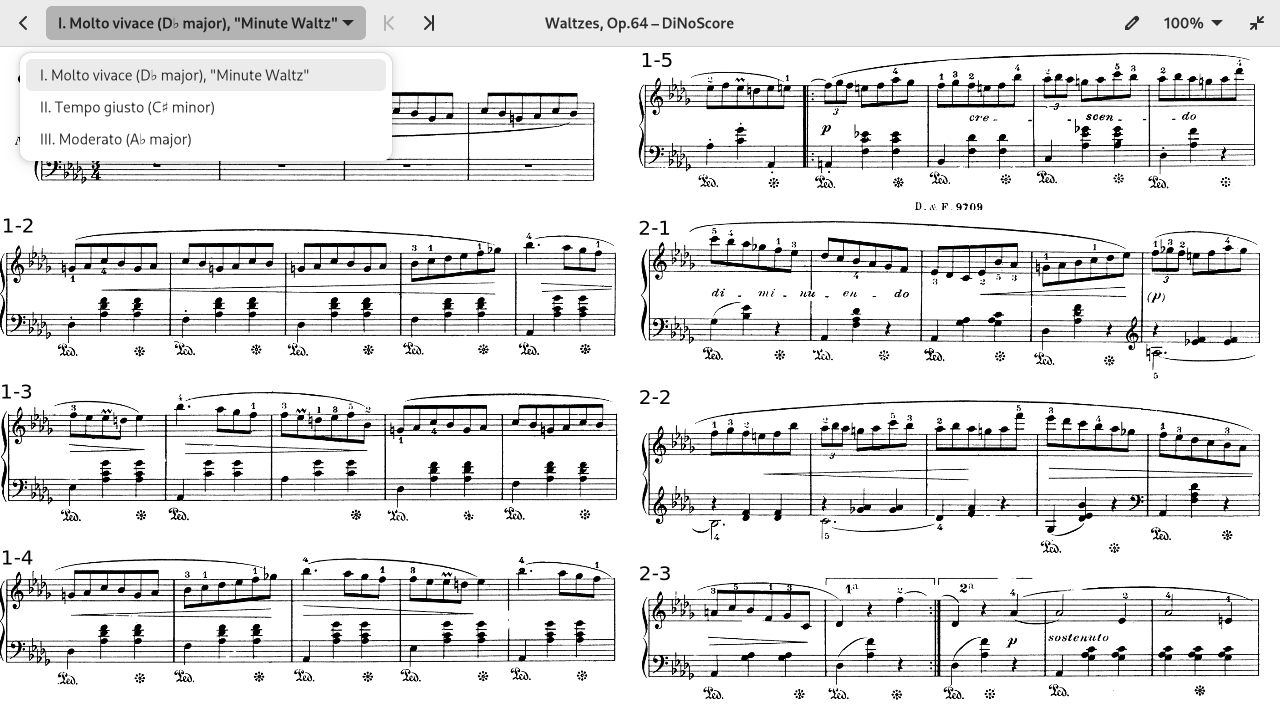 I. Molto vivace (D♭ major), "Minute Waltz"
Waltzes, Op.64 – DiNoScore
100%
I. Molto vivace (D♭ major), "Minute Waltz"
II. Tempo giusto (C♯ minor)
III. Moderato (A♭ major)
1-2
1-3
1-4
1-5
p
cre - - scen - - do
D. & F. 9709
2-1
di - mi - nu - en - do
(p)
2-2
2-3
1ª 2ª
p sostenuto